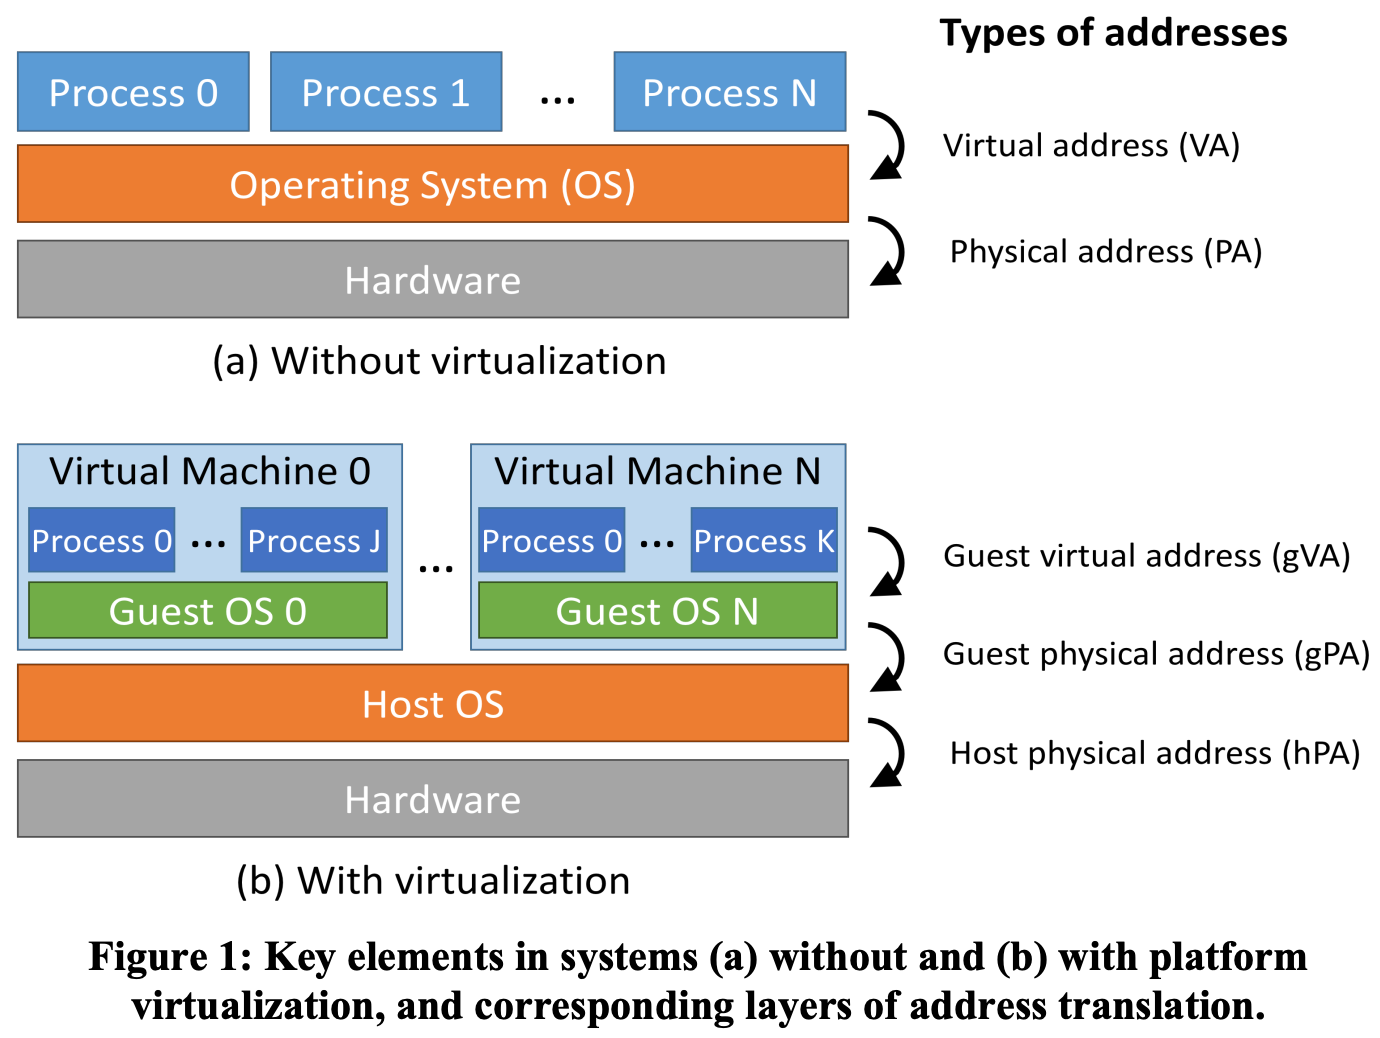 Types of addresses
Process 0
Process 1
...
Process N
Virtual address (VA)
Operating System (OS)
Physical address (PA)
Hardware
(a) Without virtualization
Virtual Machine 0
Process 0
...
Process J
Guest OS 0
...
Virtual Machine N
Process 0
...
Process K
Guest OS N
Guest virtual address (gVA)
Guest physical address (gPA)
Host OS
Host physical address (hPA)
Hardware
(b) With virtualization
Figure 1: Key elements in systems (a) without and (b) with platform
virtualization, and corresponding layers of address translation.